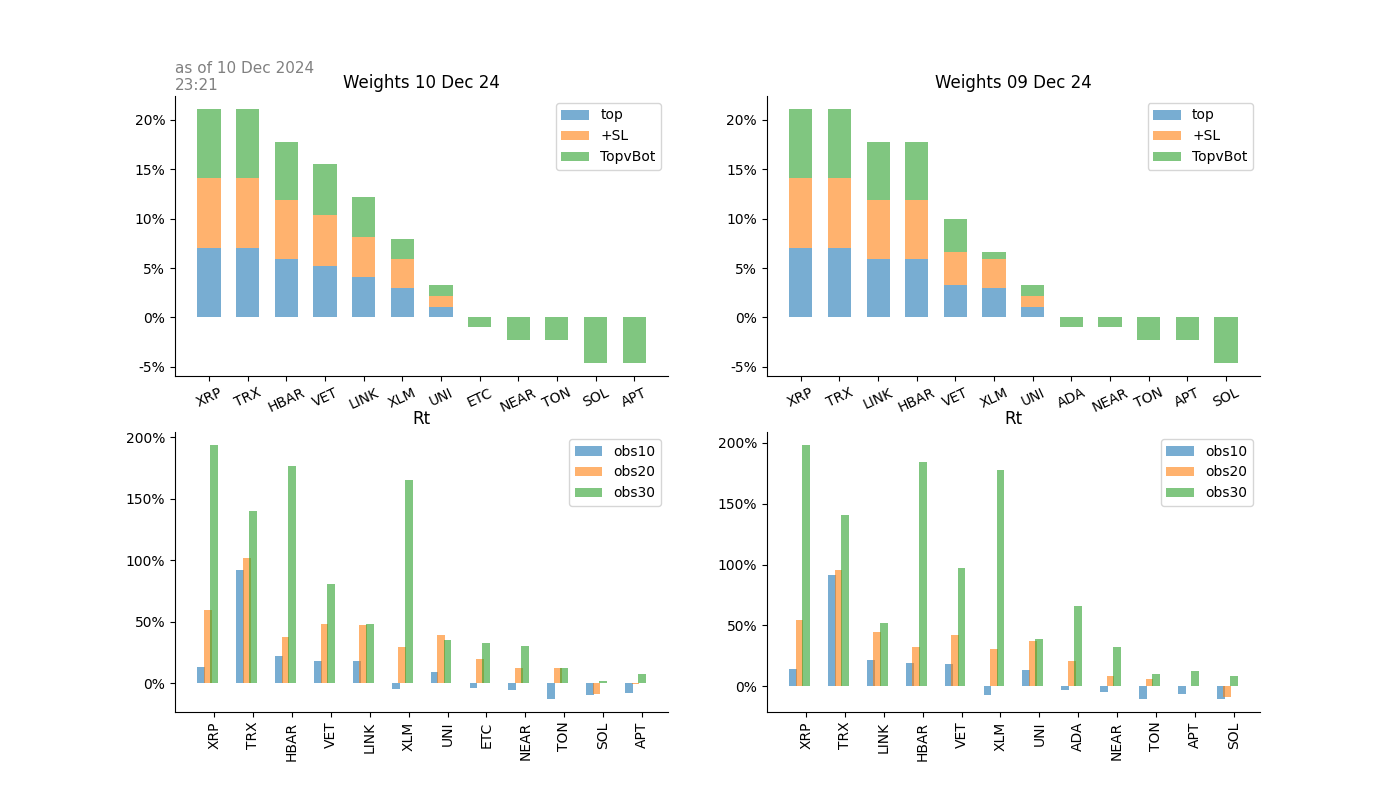 as of 10 Dec 2024
23:21
Weights 10 Dec 24
20%
15%
10%
5%
0%
-5%
top
+SL
TopvBot
XRP TRX HBAR VET LINK XLM UNI ETC NEAR TON SOL APT
Weights 09 Dec 24
20%
15%
10%
5%
0%
-5%
top
+SL
TopvBot
XRP TRX LINK HBAR VET XLM UNI ADA NEAR TON APT SOL
Rt
200%
150%
100%
50%
0%
obs10
obs20
obs30
XRP TRX HBAR VET LINK XLM UNI ETC NEAR TON SOL APT
Rt
200%
150%
100%
50%
0%
obs10
obs20
obs30
XRP TRX LINK HBAR VET XLM UNI ADA NEAR TON APT SOL